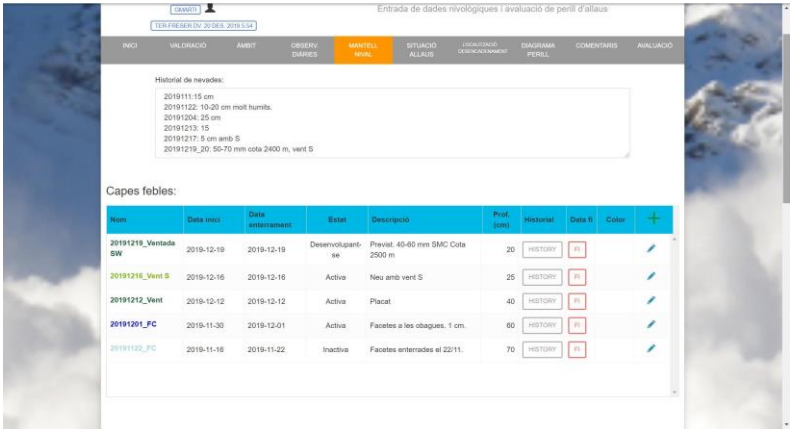 GMARTI
Entrada de dades nivològiques i avaluació de perill d'allaus
TER-FRESER DV. 20 DES. 2019 5:54
INICI VALORACIÓ ÀMBIT OBSERV. DIÀRIES MANTELL NIVAL SITUACIÓ ALLAUS LOCALITZACIÓ DESENCADENAMENT DIAGRAMA PERILL COMENTARIS AVALUACIÓ
Historial de nevades:
2019111:15 cm
20191122: 10-20 cm molt humits.
20191204: 25 cm
20191213: 15
20191217: 5 cm amb S
20191219_20: 50-70 mm cota 2400 m, vent S
Capes febles:
Nom Data inici Data enterrament Estat Descripció Prof. (cm) Historial Data fi Color
20191219_Ventada SW 2019-12-19 2019-12-19 Desenvolupant-se Previst. 40-60 mm SMC Cota 2500 m 20 HISTORY FI
20191216_Vent S 2019-12-16 2019-12-16 Activa Neu amb vent S 25 HISTORY FI
20191212_Vent 2019-12-12 2019-12-12 Activa Placat 40 HISTORY FI
20191201_FC 2019-11-30 2019-12-01 Activa Facetes a les obagues. 1 cm. 60 HISTORY FI
20191122_FC 2019-11-16 2019-11-22 Inactiva Facetes enterrades el 22/11. 70 HISTORY FI